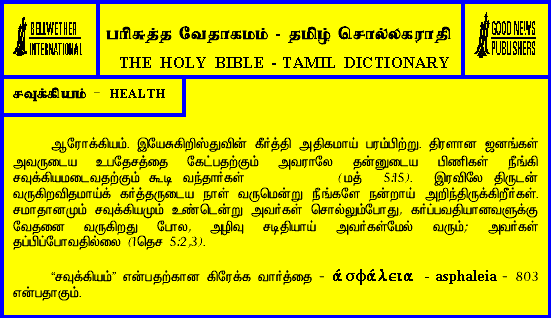 BELLWETHER
INTERNATIONAL
பரிசுத்த வேதாகமம் - தமிழ் சொல்லகராதி
THE HOLY BIBLE - TAMIL DICTIONARY
GOOD NEWS
PUBLISHERS
சவுக்கியம் – HEALTH
ஆரோக்கியம். இயேசுகிறிஸ்துவின் கீர்த்தி அதிகமாய் பரம்பிற்று. திரளான ஜனங்கள்
அவருடைய உபதேசத்தை கேட்பதற்கும் அவராலே தன்னுடைய பிணிகள் நீங்கி
சவுக்கியமடைவதற்கும் கூடி வந்தார்கள் (மத் 5:15). இரவிலே திருடன்
வருகிறவிதமாய்க் கர்த்தருடைய நாள் வருமென்று நீங்களே நன்றாய் அறிந்திருக்கிறீர்கள்.
சமாதானமும் சவுக்கியமும் உண்டென்று அவர்கள் சொல்லும்போது, கர்ப்பவதியானவளுக்கு
வேதனை வருகிறது போல, அழிவு சடிதியாய் அவர்கள்மேல் வரும்; அவர்கள்
தப்பிப்போவதில்லை (1தெச 5:2,3).
“சவுக்கியம்” என்பதற்கான கிரேக்க வார்த்தை - ἀσφάλεια - asphaleia - 803
என்பதாகும்.